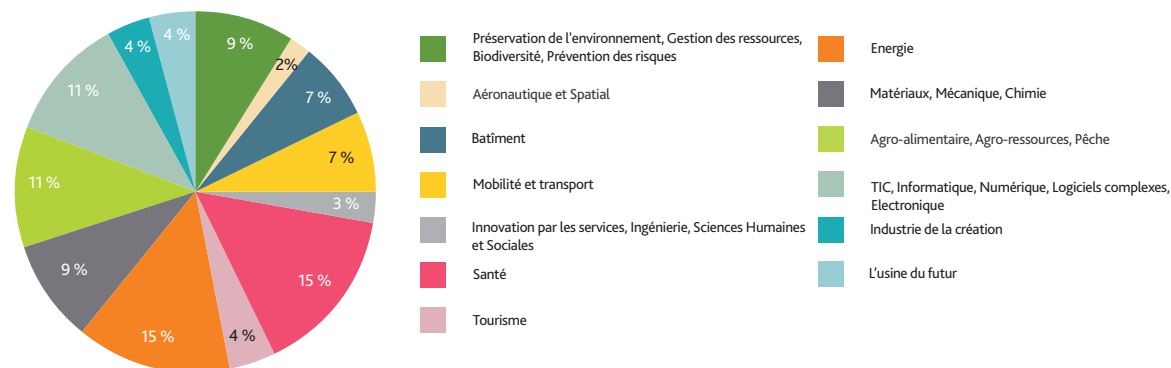 4 %
4 %
9 %
2%
11 %
7 %
7 %
11 %
3 %
9 %
15 %
15 %
4 %
Préservation de l'environnement, Gestion des ressources,
Biodiversité, Prévention des risques
Aéronautique et Spatial
Batîment
Mobilité et transport
Innovation par les services, Ingénierie, Sciences Humaines
et Sociales
Santé
Tourisme
Energie
Matériaux, Mécanique, Chimie
Agro-alimentaire, Agro-ressources, Pêche
TIC, Informatique, Numérique, Logiciels complexes,
Electronique
Industrie de la création
L'usine du futur